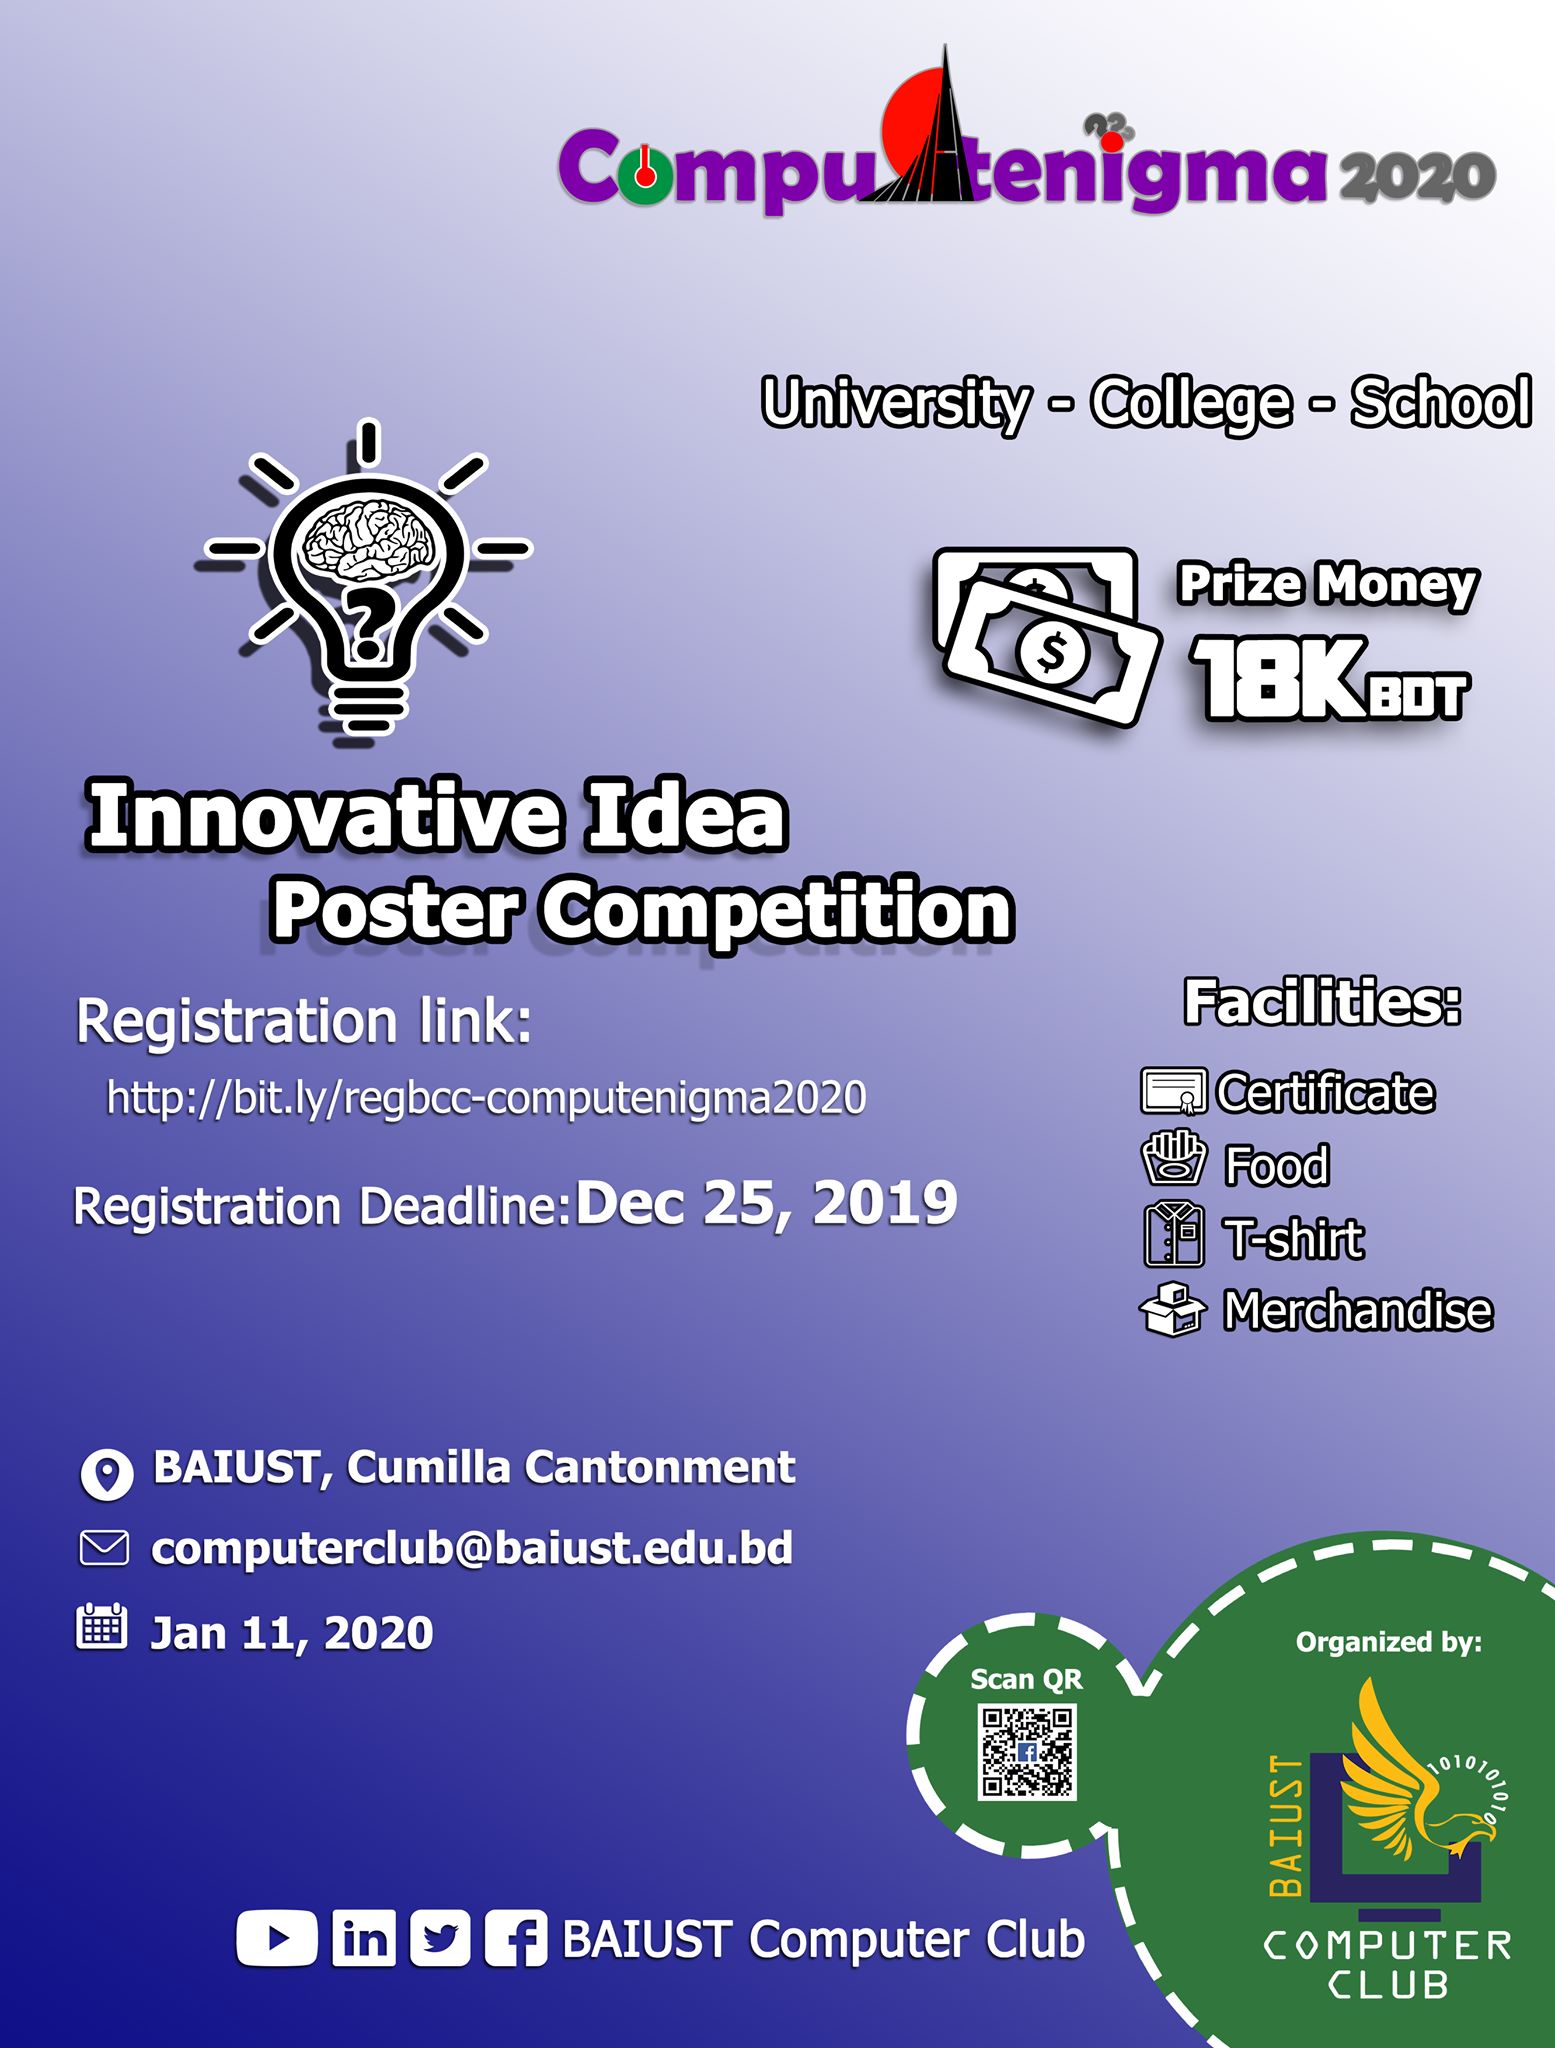 Computenigma 2020
University - College - School
Prize Money
18K BDT
Innovative Idea
Poster Competition
Registration link:
http://bit.ly/regbcc-computenigma2020
Registration Deadline:Dec 25, 2019
Facilities:
Certificate
Food
T-shirt
Merchandise
BAIUST, Cumilla Cantonment
computerclub@baiust.edu.bd
Jan 11, 2020
Scan QR
Organized by:
BAIUST
1010101010
COMPUTER
CLUB
BAIUST Computer Club